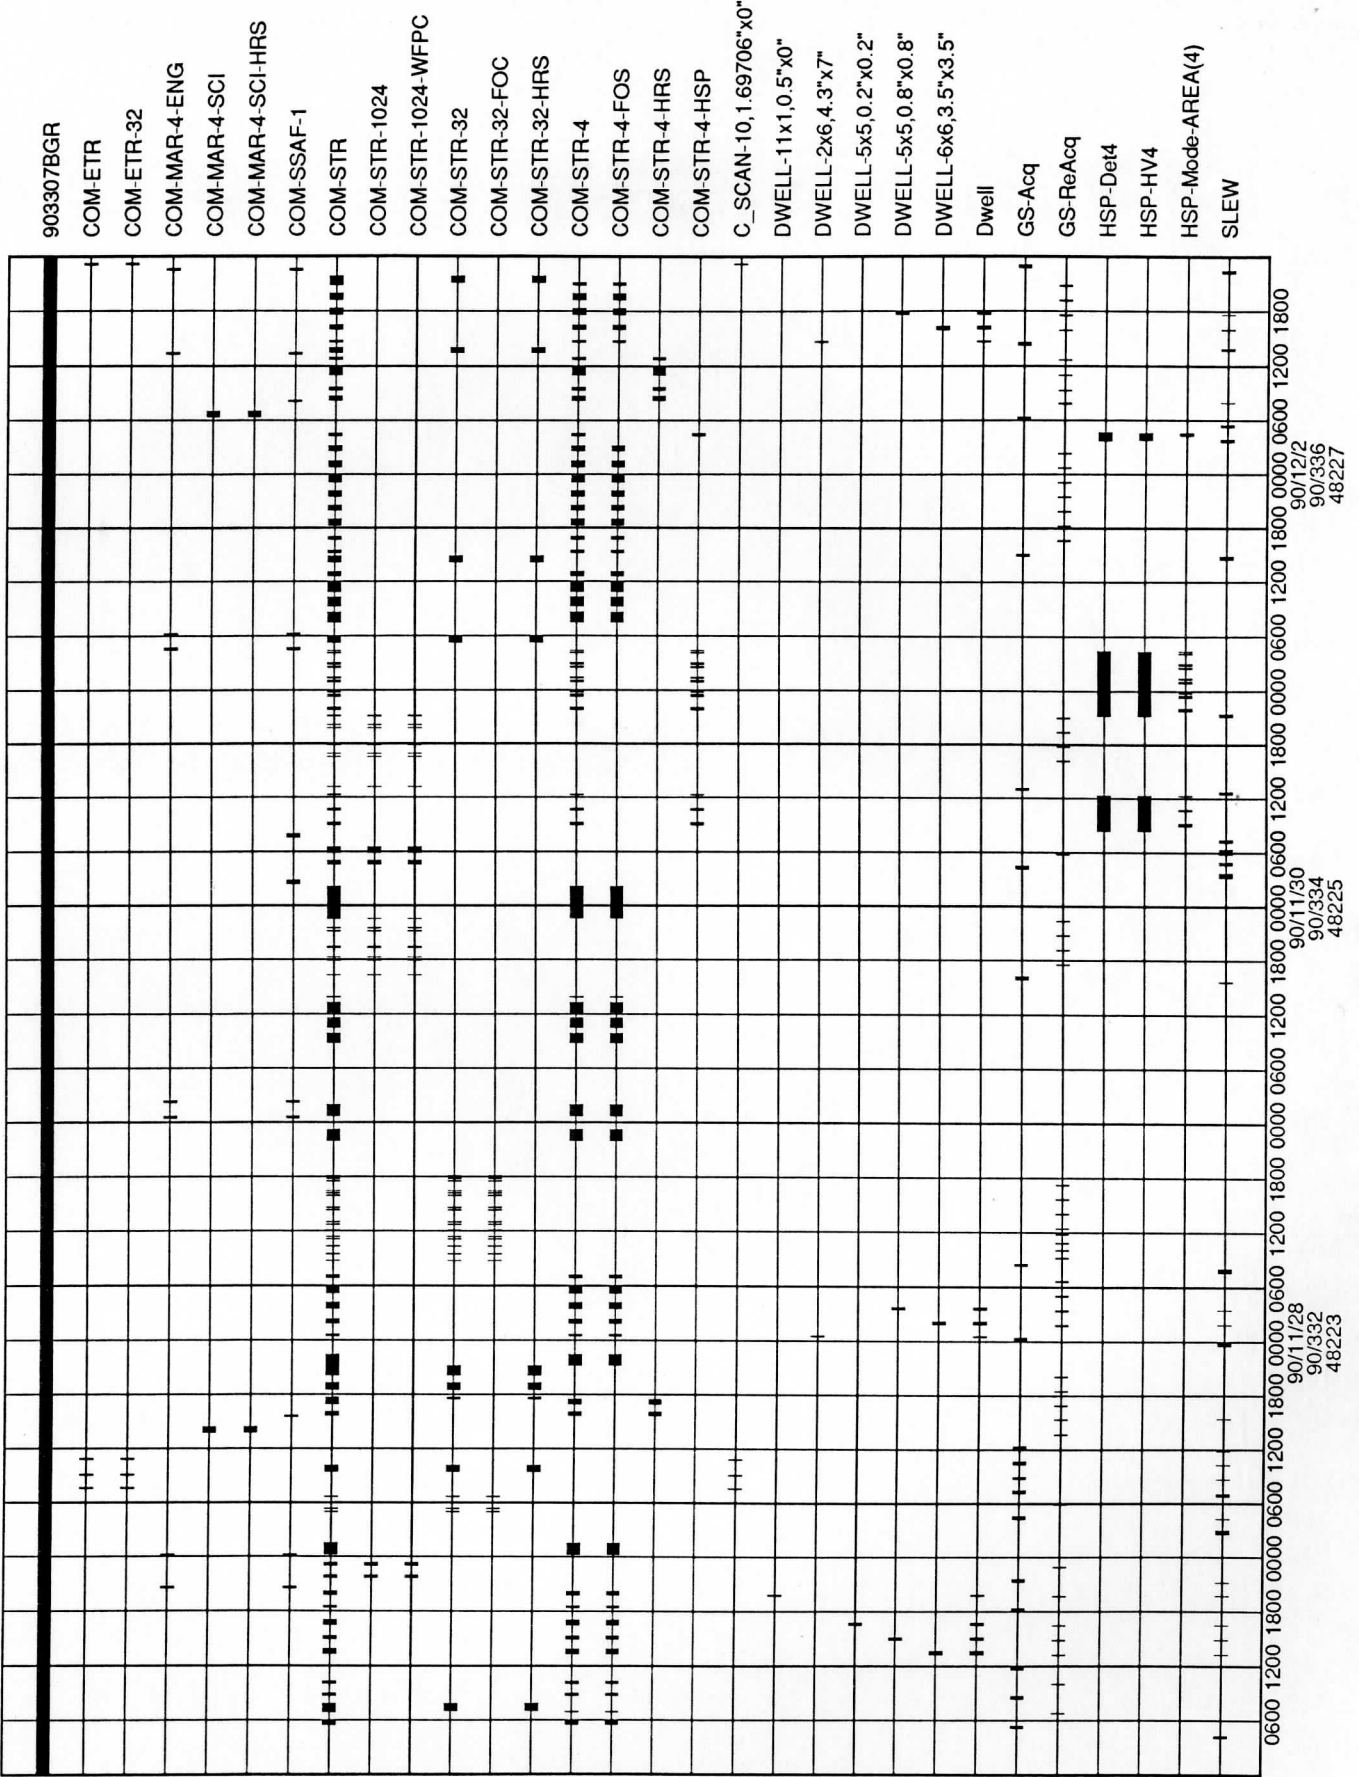 903307BGR
COM-ETR
COM-ETR-32
COM-MAR-4-ENG
COM-MAR-4-SCI
COM-MAR-4-SCI-HRS
COM-SSAF-1
COM-STR
COM-STR-1024
COM-STR-1024-WFPC
COM-STR-32
COM-STR-32-FOC
COM-STR-32-HRS
COM-STR-4
COM-STR-4-FOS
COM-STR-4-HRS
COM-STR-4-HSP
C_SCAN-10,1.69706"x0"
DWELL-11x1,0.5"x0"
DWELL-2x6,4.3"x7"
DWELL-5x5,0.2"x0.2"
DWELL-5x5,0.8"x0.8"
DWELL-6x6,3.5"x3.5"
Dwell
GS-Acq
GS-ReAcq
HSP-Det4
HSP-HV4
HSP-Mode-AREA(4)
SLEW
0600 1200 1800 0000 0600 1200 1800 0000 0600 1200 1800 0000 0600 1200 1800 0000 0600 1200 1800 0000 0600 1200 1800 0000 0600 1200 1800
90/11/28 90/11/30 90/12/2
90/332 90/334 90/336
48223 48225 48227